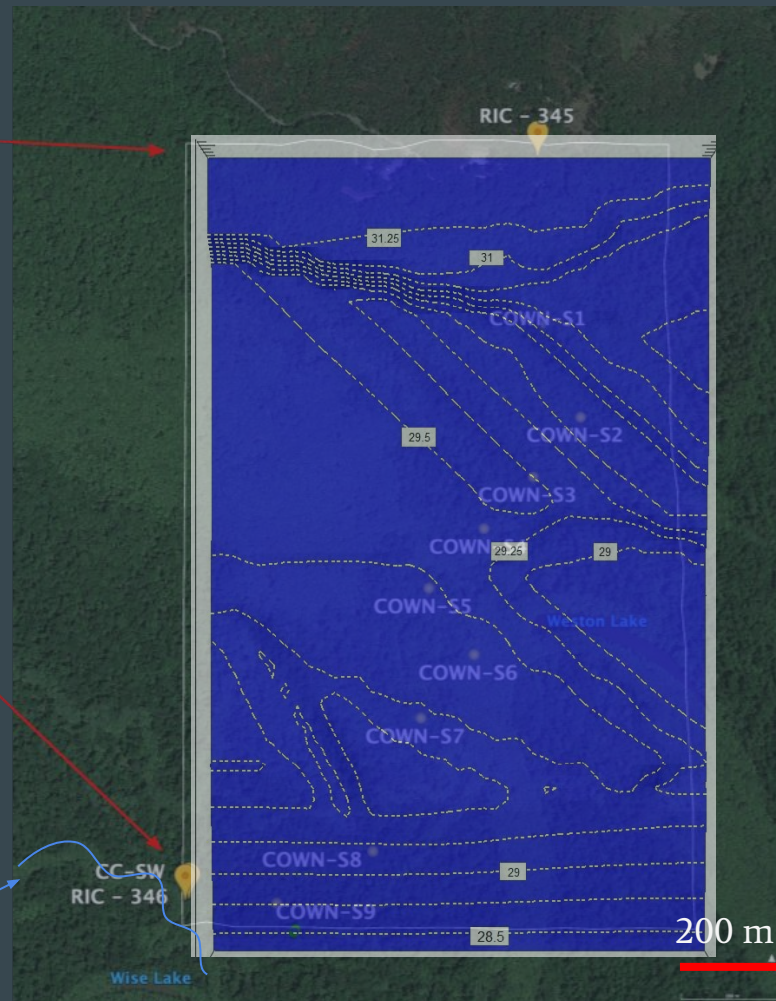 RIC - 345
31.25
31
COWN-S1
29.5
COWN-S2
COWN-S3
29.25
29
COWN-S5
Weston Lake
COWN-S6
COWN-S7
COWN-S8
CC-SW
RIC - 346
29
COWN-S9
28.5
200 m
Wise Lake